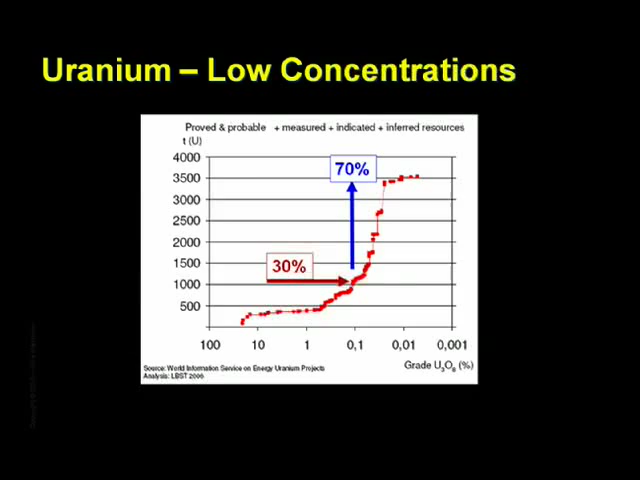 Uranium – Low Concentrations
Proved & probable + measured + indicated + inferred resources
t (U)
4000
3500
3000
2500
2000
1500
1000
500
70%
30%
100 10 1 0,1 0,01 0,001
Grade U3O8 (%)
Source: World Information Service on Energy Uranium Projects
Analysis: LBST 2006